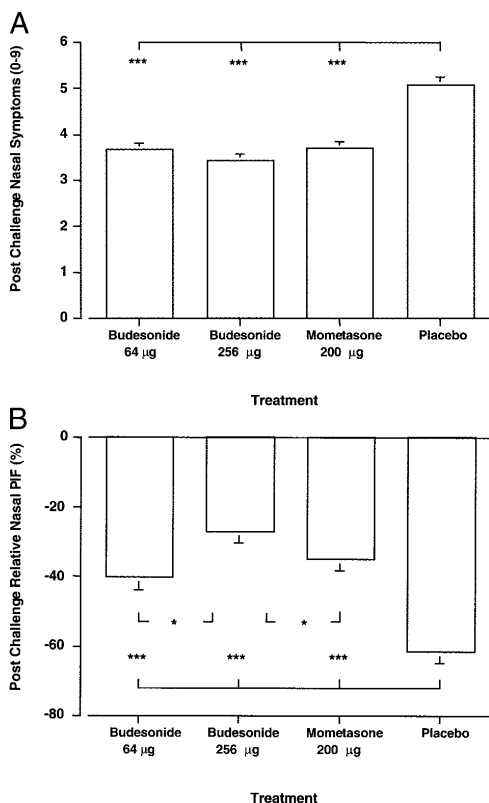 A
Post Challenge Nasal Symptoms (0-9)
6
5
4
3
2
1
0
*** *** ***
Budesonide Budesonide Mometasone Placebo
64 μg 256 μg 200 μg
Treatment
B
Post Challenge Relative Nasal PIF (%)
0
-20
-40
-60
-80
* *
*** *** ***
Budesonide Budesonide Mometasone Placebo
64 μg 256 μg 200 μg
Treatment